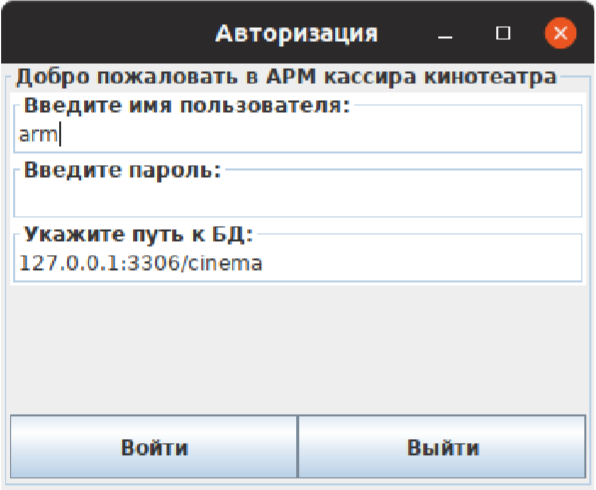 Авторизация
Добро пожаловать в АРМ кассира кинотеатра
Введите имя пользователя:
arm
Введите пароль:
Укажите путь к БД:
127.0.0.1:3306/cinema
Войти Выйти